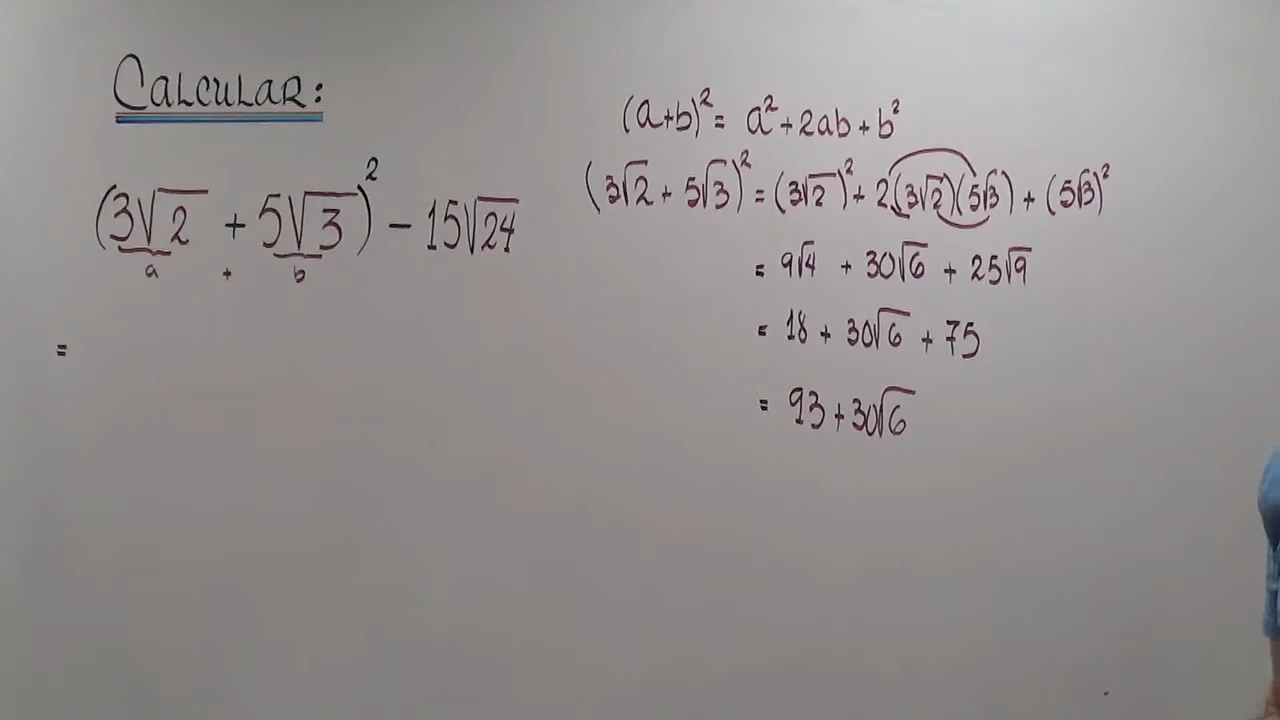 CALCULAR:
(3√2 + 5√3)² - 15√24
a + b
=
(a+b)² = a² + 2ab + b²
(3√2 + 5√3)² = (3√2)² + 2(3√2)(5√3) + (5√3)²
= 9√4 + 30√6 + 25√9
= 18 + 30√6 + 75
= 93 + 30√6